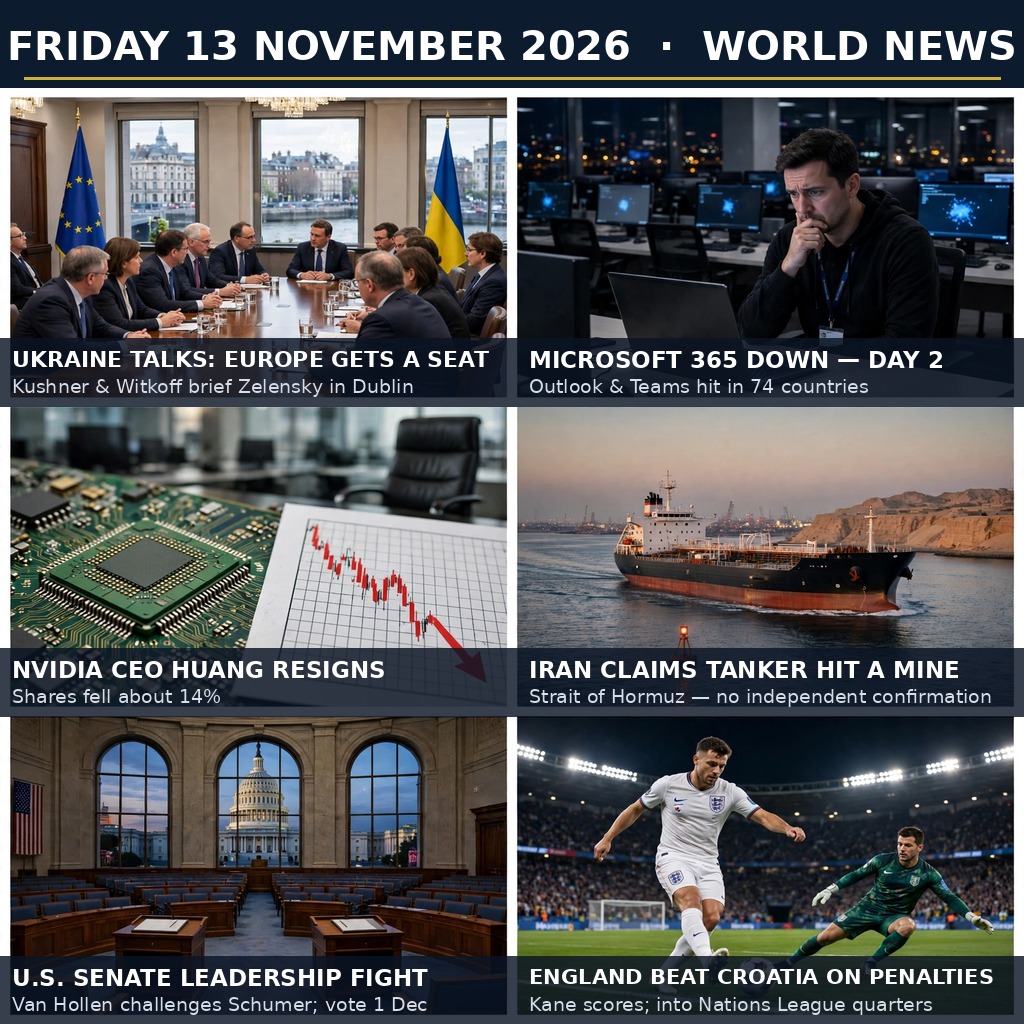 FRIDAY 13 NOVEMBER 2026 · WORLD NEWS
UKRAINE TALKS: EUROPE GETS A SEAT
Kushner & Witkoff brief Zelensky in Dublin
MICROSOFT 365 DOWN — DAY 2
Outlook & Teams hit in 74 countries
NVIDIA CEO HUANG RESIGNS
Shares fell about 14%
IRAN CLAIMS TANKER HIT A MINE
Strait of Hormuz — no independent confirmation
U.S. SENATE LEADERSHIP FIGHT
Van Hollen challenges Schumer; vote 1 Dec
ENGLAND BEAT CROATIA ON PENALTIES
Kane scores; into Nations League quarters